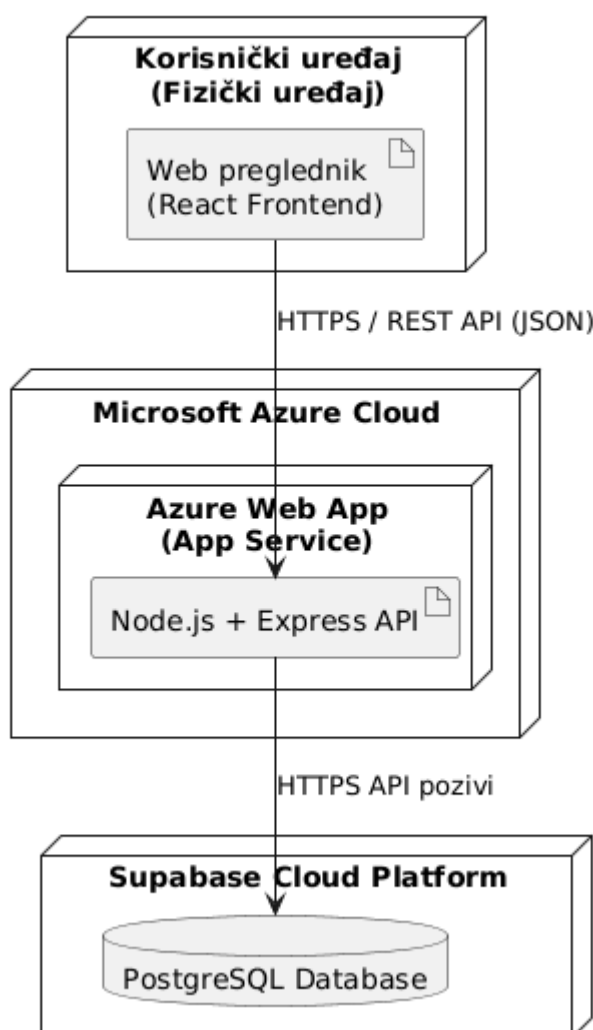 Korisnički uređaj
(Fizički uređaj)
Web preglednik
(React Frontend)
HTTPS / REST API (JSON)
Microsoft Azure Cloud
Azure Web App
(App Service)
Node.js + Express API
HTTPS API pozivi
Supabase Cloud Platform
PostgreSQL Database